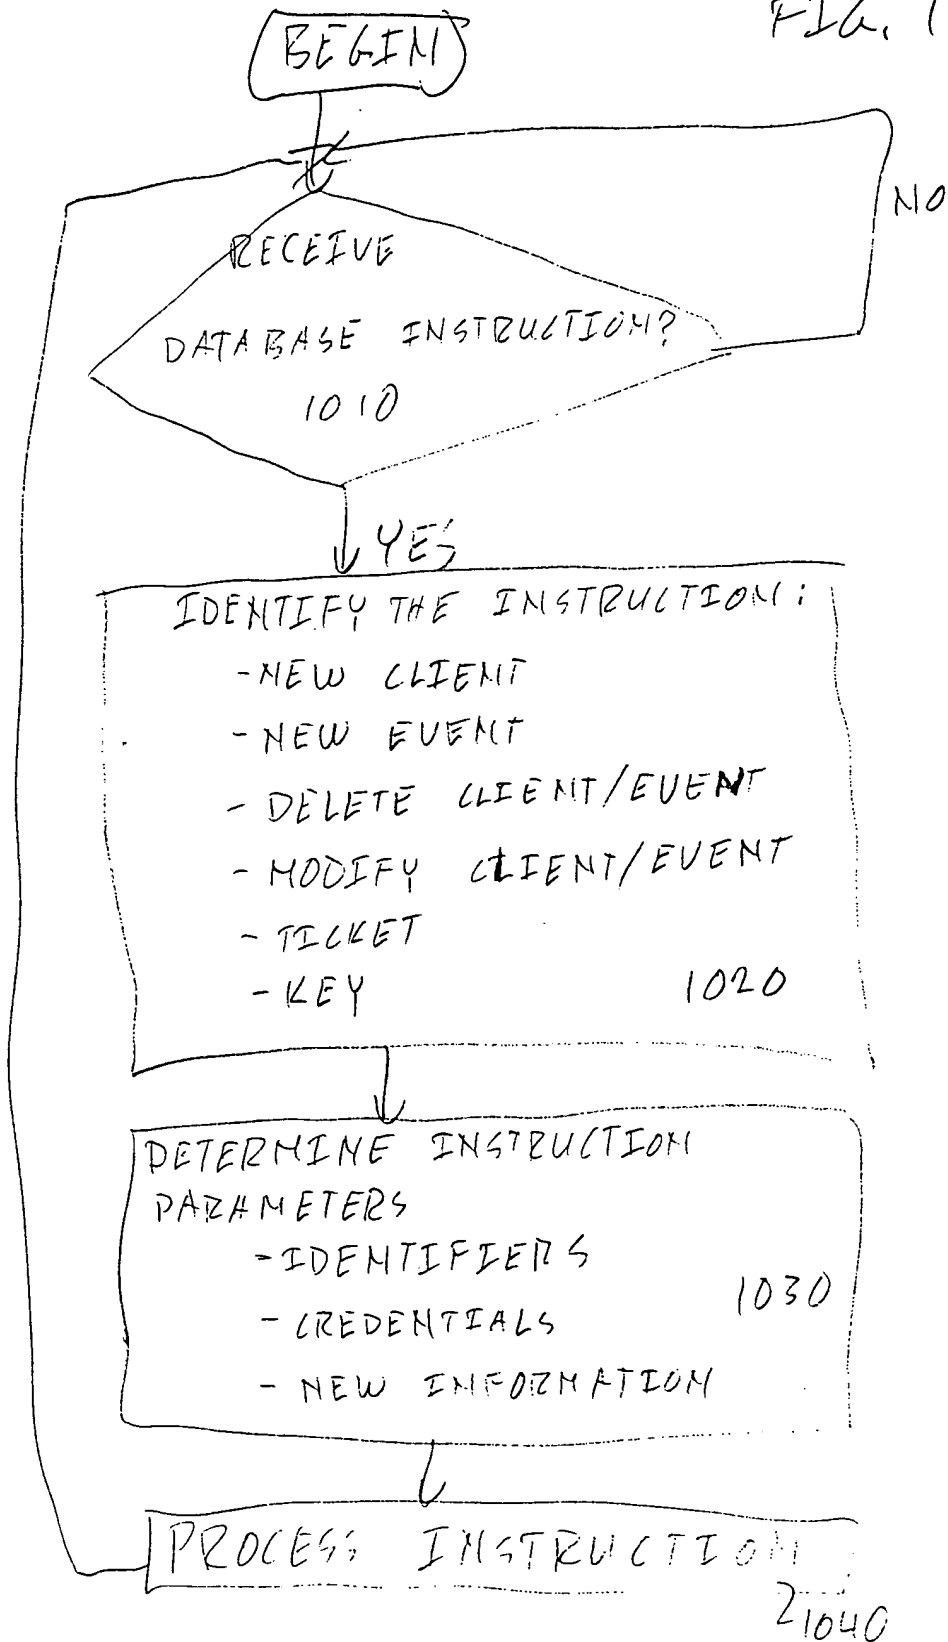 FIG. 1
BEGIN
NO
RECEIVE
DATABASE INSTRUCTION?
1010
YES
IDENTIFY THE INSTRUCTION:
- NEW CLIENT
- NEW EVENT
- DELETE CLIENT/EVENT
- MODIFY CLIENT/EVENT
- TICKET
- KEY 1020
DETERMINE INSTRUCTION
PARAMETERS
- IDENTIFIERS
- CREDENTIALS 1030
- NEW INFORMATION
PROCESS INSTRUCTION
1040